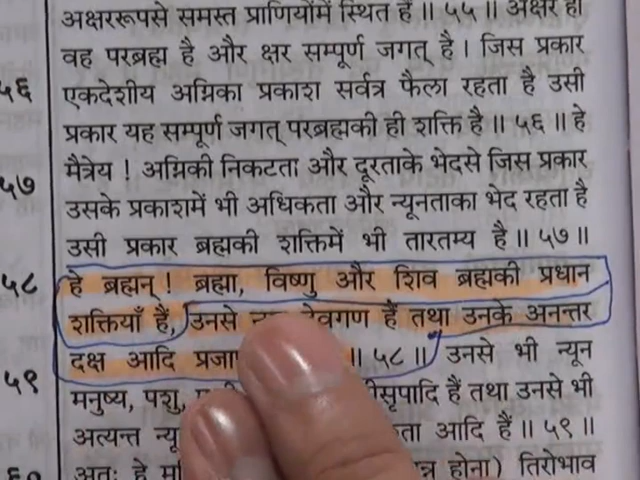 अक्षररूपसे समस्त प्राणियोंमें स्थित हैं ॥ ५५ ॥ अक्षर ही
वह परब्रह्म है और क्षर सम्पूर्ण जगत् है । जिस प्रकार
५६ एकदेशीय अग्निका प्रकाश सर्वत्र फैला रहता है उसी
प्रकार यह सम्पूर्ण जगत् परब्रह्मकी ही शक्ति है ॥ ५६ ॥ हे
मैत्रेय ! अग्निकी निकटता और दूरताके भेदसे जिस प्रकार
५७ उसके प्रकाशमें भी अधिकता और न्यूनताका भेद रहता है
उसी प्रकार ब्रह्मकी शक्तिमें भी तारतम्य है ॥ ५७ ॥
५८ हे ब्रह्मन् ! ब्रह्मा, विष्णु और शिव ब्रह्मकी प्रधान
शक्तियाँ हैं, उनसे देवगण हैं तथा उनके अनन्तर
दक्ष आदि ॥ ५८ ॥ उनसे भी न्यून
५९ मनुष्य, पशु, हैं तथा उनसे भी
अत्यन्त आदि हैं ॥ ५९ ॥
६० अतः हे होना) तिरोभाव